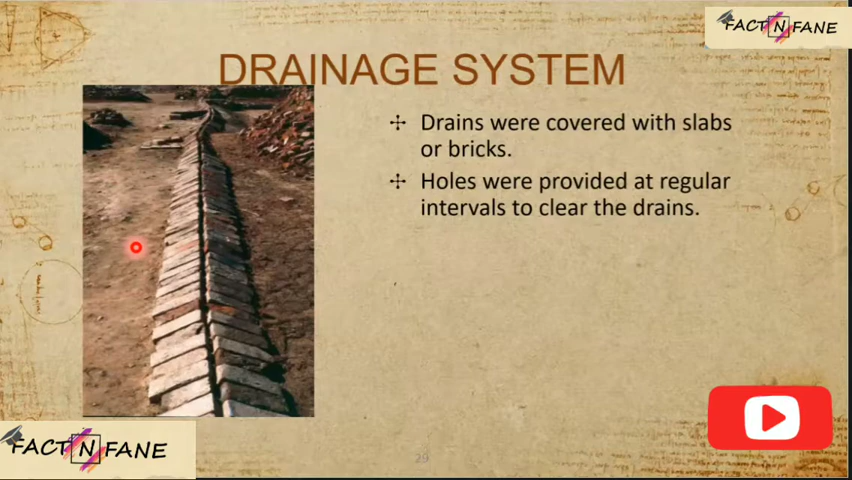 FACT N FANE
DRAINAGE SYSTEM
Drains were covered with slabs
or bricks.
Holes were provided at regular
intervals to clear the drains.
FACT N FANE
29